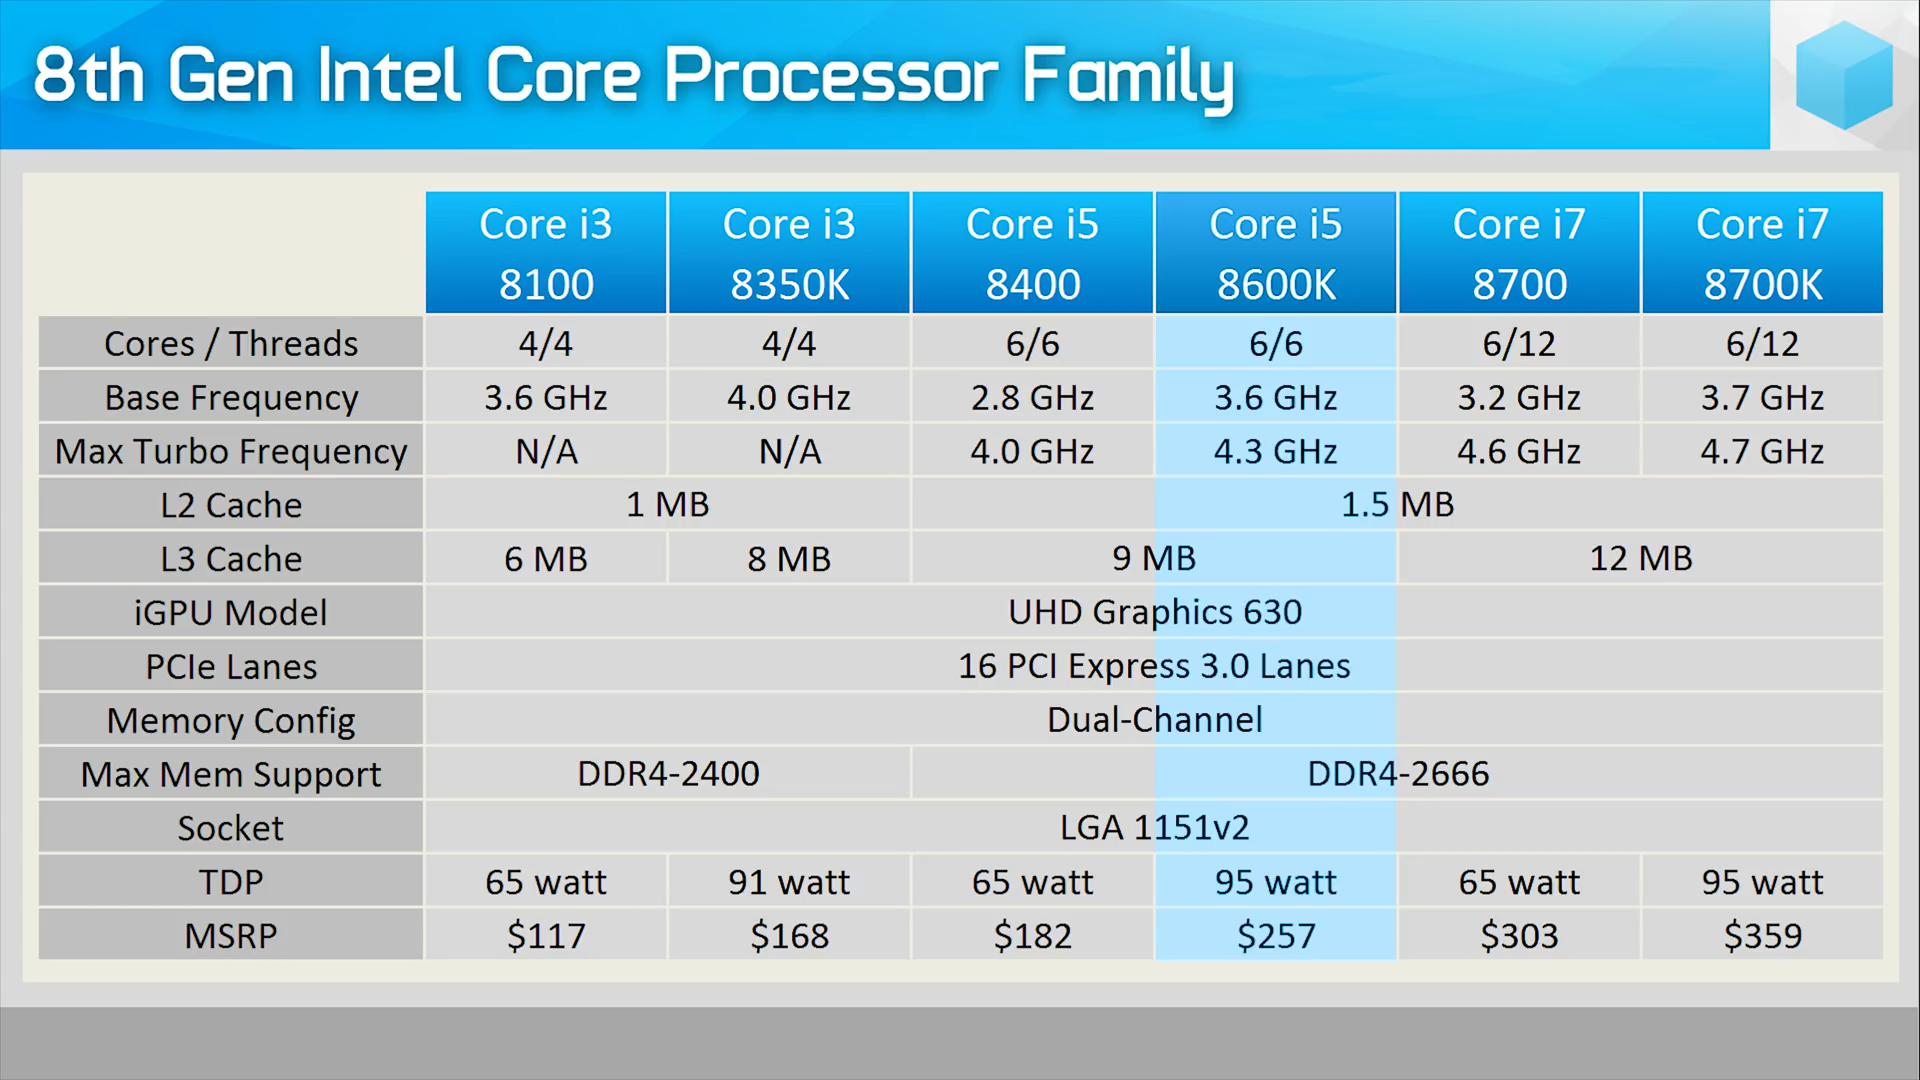 8th Gen Intel Core Processor Family
Core i3 8100 Core i3 8350K Core i5 8400 Core i5 8600K Core i7 8700 Core i7 8700K
Cores / Threads 4/4 4/4 6/6 6/6 6/12 6/12
Base Frequency 3.6 GHz 4.0 GHz 2.8 GHz 3.6 GHz 3.2 GHz 3.7 GHz
Max Turbo Frequency N/A N/A 4.0 GHz 4.3 GHz 4.6 GHz 4.7 GHz
L2 Cache 1 MB 1.5 MB
L3 Cache 6 MB 8 MB 9 MB 12 MB
iGPU Model UHD Graphics 630
PCIe Lanes 16 PCI Express 3.0 Lanes
Memory Config Dual-Channel
Max Mem Support DDR4-2400 DDR4-2666
Socket LGA 1151v2
TDP 65 watt 91 watt 65 watt 95 watt 65 watt 95 watt
MSRP $117 $168 $182 $257 $303 $359